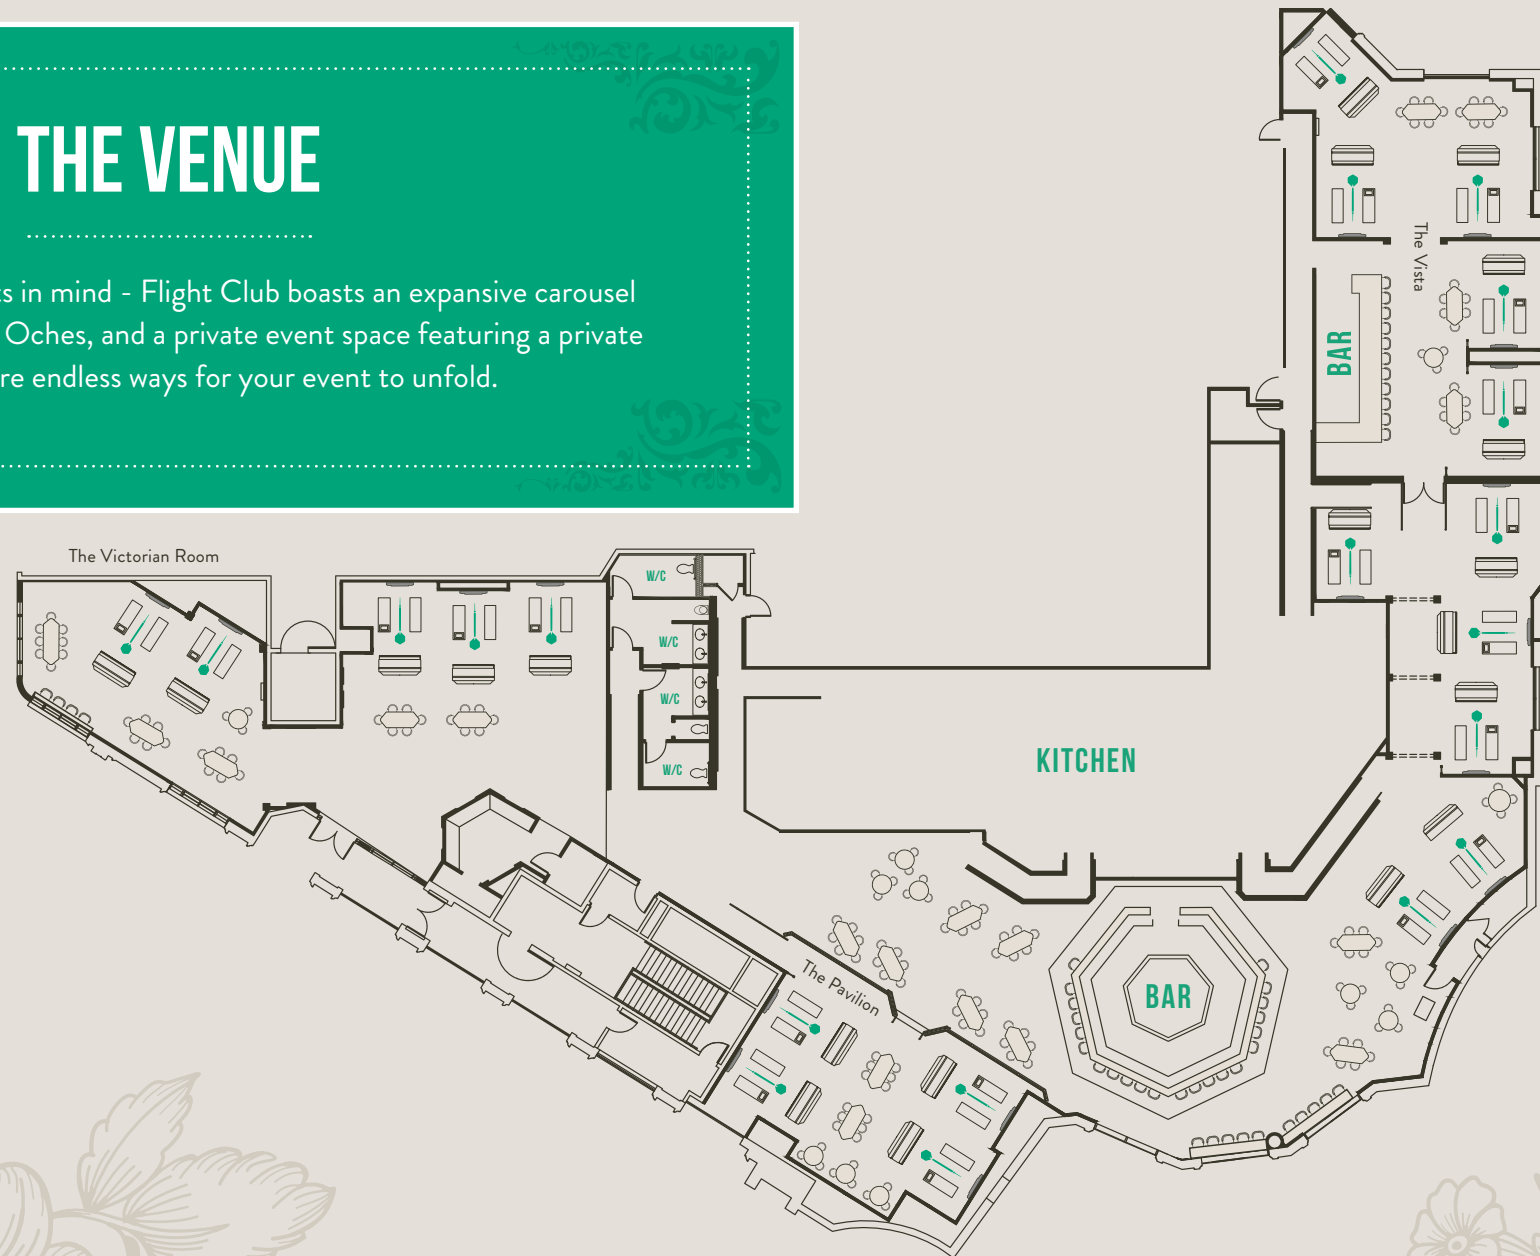 THE VENUE
ts in mind - Flight Club boasts an expansive carousel
Oches, and a private event space featuring a private
re endless ways for your event to unfold.
The Vista
BAR
The Victorian Room
W/C
W/C
W/C
W/C
KITCHEN
The Pavilion
BAR